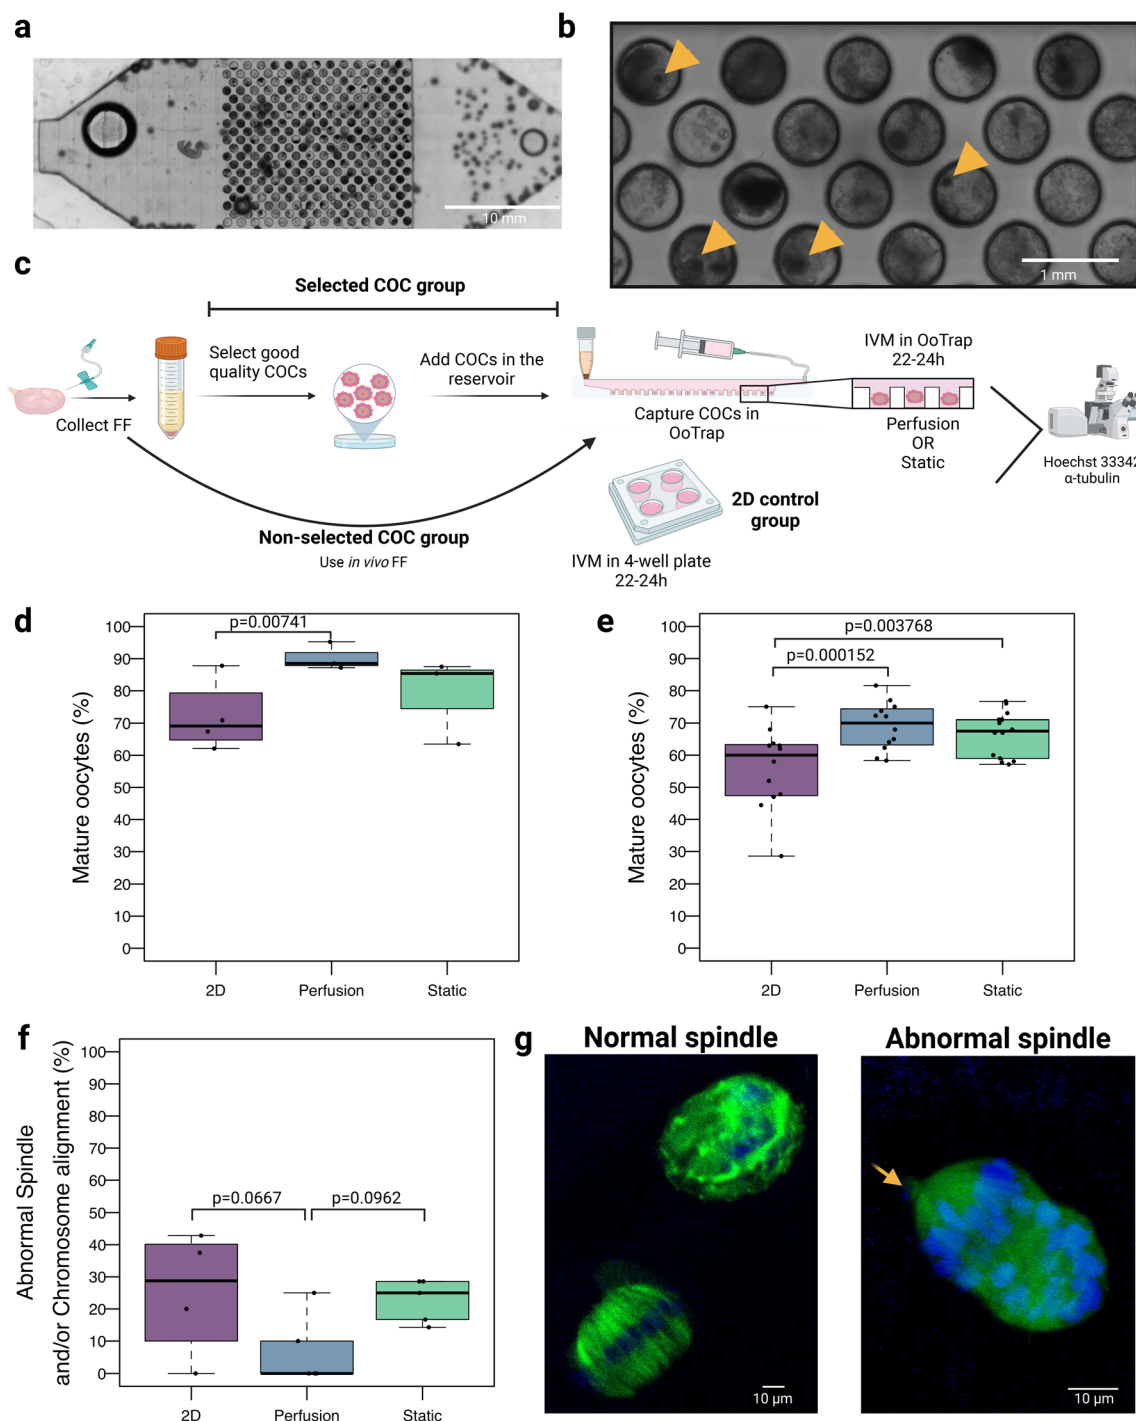 a
10 mm
b
1 mm
c
Selected COC group
Select good
quality COCs
Add COCs in the
reservoir
Collect FF
Capture COCs in
OoTrap
IVM in OoTrap
22-24h
Perfusion
OR
Static
Hoechst 33342
α-tubulin
Non-selected COC group
Use in vivo FF
2D control
group
IVM in 4-well plate
22-24h
d
Mature oocytes (%)
100
90
80
70
60
50
40
30
20
10
0
p=0.00741
2D Perfusion Static
e
Mature oocytes (%)
100
90
80
70
60
50
40
30
20
10
0
p=0.003768
p=0.000152
2D Perfusion Static
f
Abnormal Spindle
and/or Chromosome alignment (%)
100
90
80
70
60
50
40
30
20
10
0
p=0.0667
p=0.0962
2D Perfusion Static
g
Normal spindle
10 µm
Abnormal spindle
10 µm